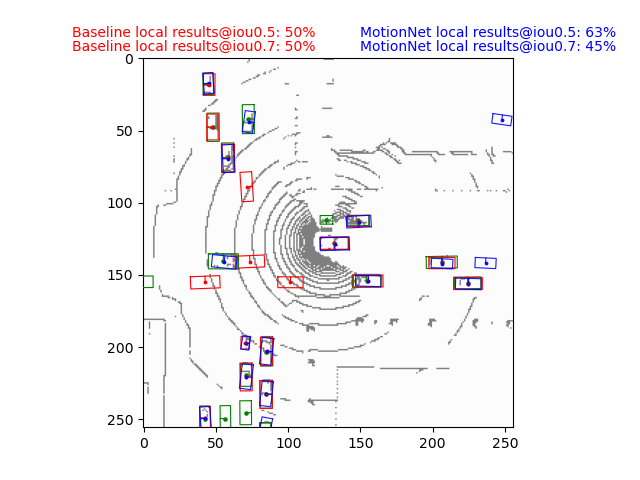 Baseline local results@iou0.5: 50% MotionNet local results@iou0.5: 63%
Baseline local results@iou0.7: 50% MotionNet local results@iou0.7: 45%
0
50
100
150
200
250
0 50 100 150 200 250